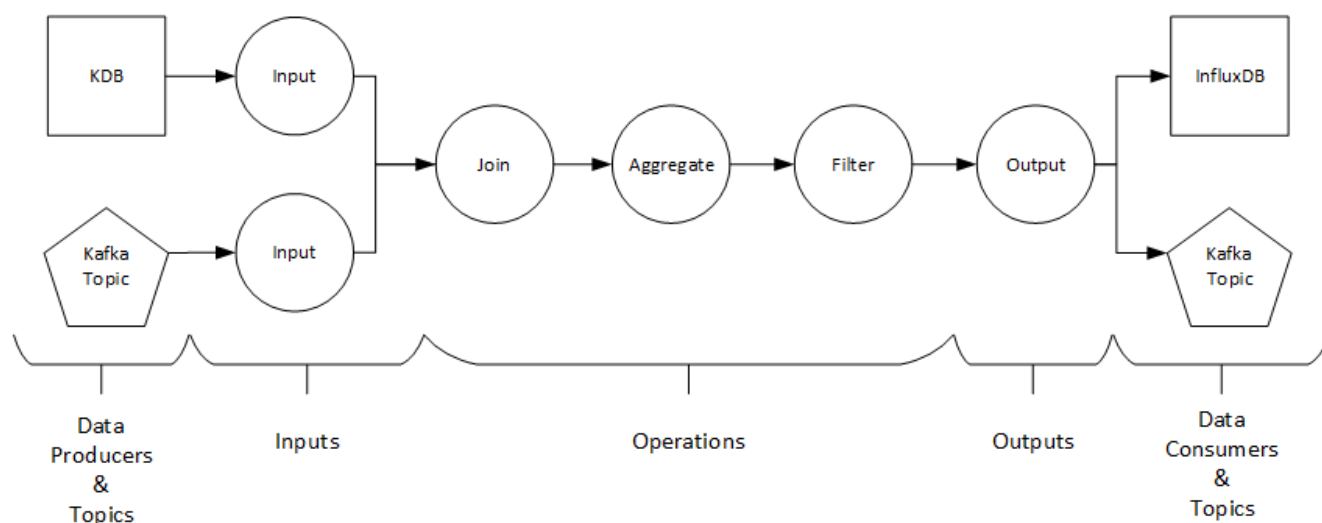 KDB
Input
InfluxDB
Join
Aggregate
Filter
Output
Kafka
Topic
Input
Kafka
Topic
Data
Producers
&
Topics
Inputs
Operations
Outputs
Data
Consumers
&
Topics